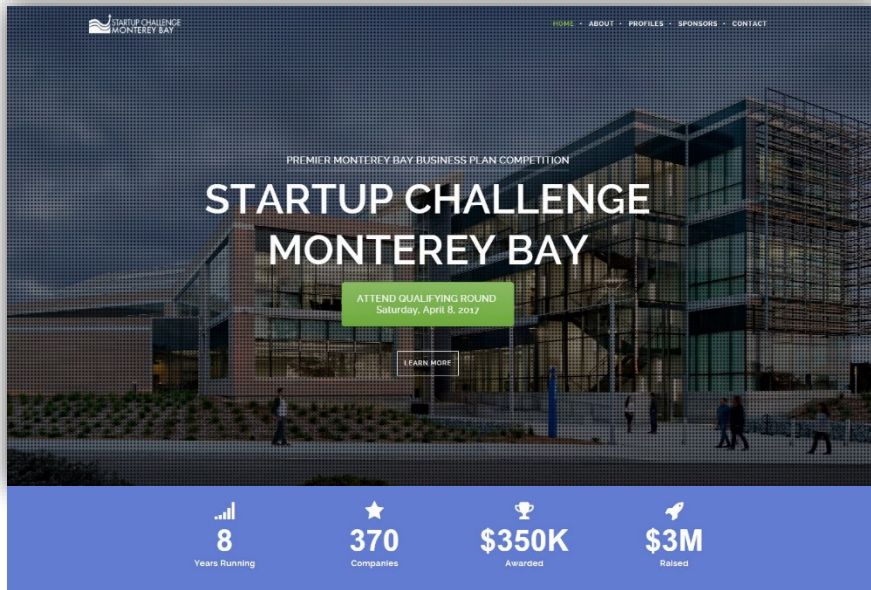 STARTUP CHALLENGE
MONTEREY BAY
HOME • ABOUT • PROFILES • SPONSORS • CONTACT
PREMIER MONTEREY BAY BUSINESS PLAN COMPETITION
STARTUP CHALLENGE
MONTEREY BAY
ATTEND QUALIFYING ROUND
Saturday, April 8, 2017
LEARN MORE
8 370 $350K $3M
Years Running Companies Awarded Raised